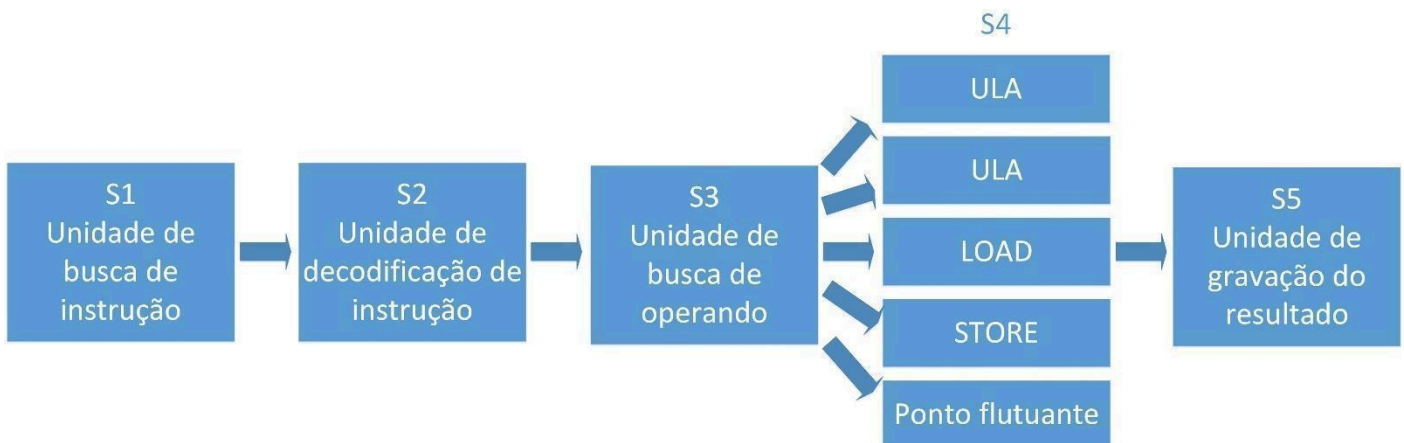 S4
S1
Unidade de
busca de
instrução
S2
Unidade de
decodificação de
instrução
S3
Unidade de
busca de
operando
ULA
ULA
LOAD
STORE
Ponto flutuante
S5
Unidade de
gravação do
resultado